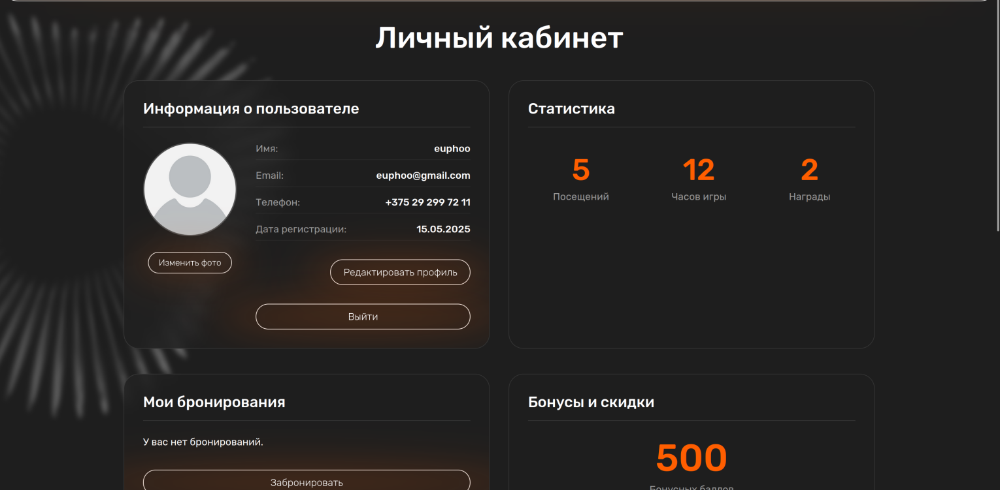 Личный кабинет
Информация о пользователе
Имя: euphoo
Email: euphoo@gmail.com
Телефон: +375 29 299 72 11
Дата регистрации: 15.05.2025
Изменить фото
Редактировать профиль
Выйти
Статистика
5 12 2
Посещений Часов игры Награды
Мои бронирования
У вас нет бронирований.
Забронировать
Бонусы и скидки
500
Бонусных баллов